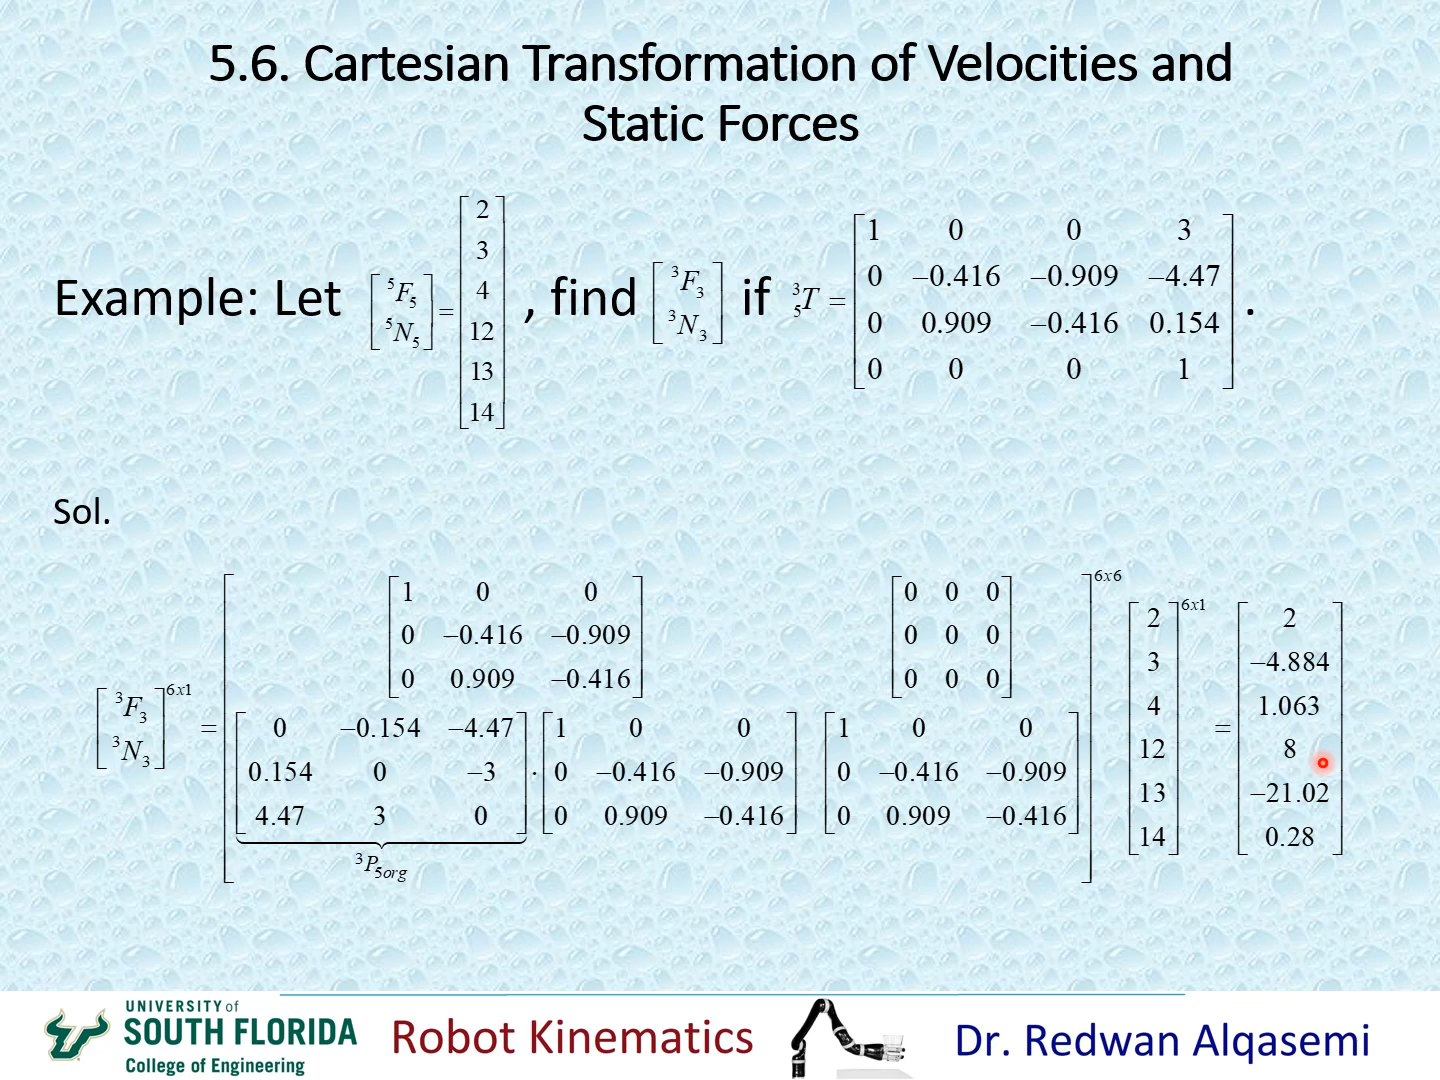 5.6. Cartesian Transformation of Velocities and
Static Forces
Example: Let [ ⁵F₅ ; ⁵N₅ ] = [ 2 ; 3 ; 4 ; 12 ; 13 ; 14 ] , find [ ³F₃ ; ³N₃ ] if ³₅T = [ 1 0 0 3 ; 0 −0.416 −0.909 −4.47 ; 0 0.909 −0.416 0.154 ; 0 0 0 1 ] .
Sol.
[ ³F₃ ; ³N₃ ]^6x1 = [ [ 1 0 0 ; 0 −0.416 −0.909 ; 0 0.909 −0.416 ] [ 0 0 0 ; 0 0 0 ; 0 0 0 ] ; [ 0 −0.154 −4.47 ; 0.154 0 −3 ; 4.47 3 0 ] · [ 1 0 0 ; 0 −0.416 −0.909 ; 0 0.909 −0.416 ] [ 1 0 0 ; 0 −0.416 −0.909 ; 0 0.909 −0.416 ] ]^6x6 [ 2 ; 3 ; 4 ; 12 ; 13 ; 14 ]^6x1 = [ 2 ; −4.884 ; 1.063 ; 8 ; −21.02 ; 0.28 ]
³P₅org
UNIVERSITY of
SOUTH FLORIDA
College of Engineering
Robot Kinematics
Dr. Redwan Alqasemi